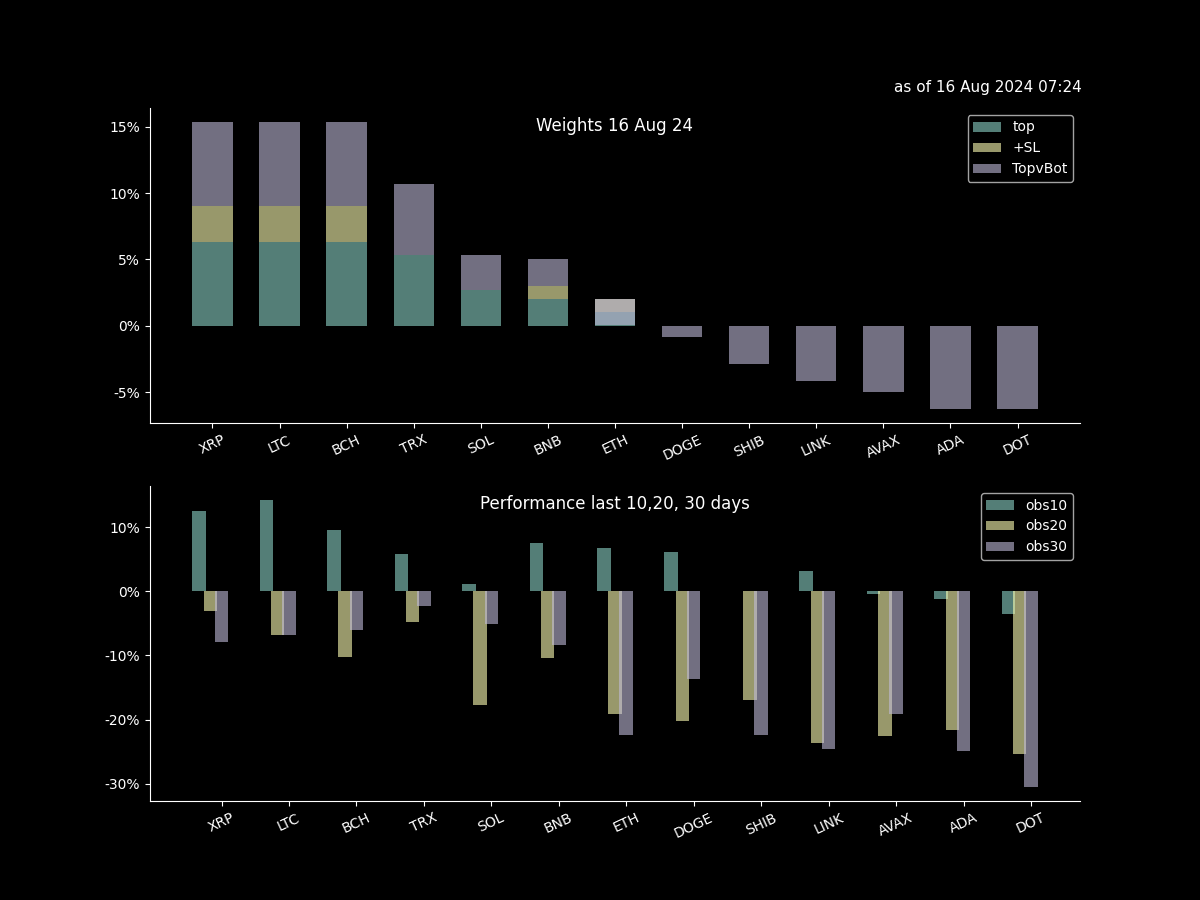 as of 16 Aug 2024 07:24
Weights 16 Aug 24
top
+SL
TopvBot
15%
10%
5%
0%
-5%
XRP LTC BCH TRX SOL BNB ETH DOGE SHIB LINK AVAX ADA DOT
Performance last 10,20, 30 days
obs10
obs20
obs30
10%
0%
-10%
-20%
-30%
XRP LTC BCH TRX SOL BNB ETH DOGE SHIB LINK AVAX ADA DOT